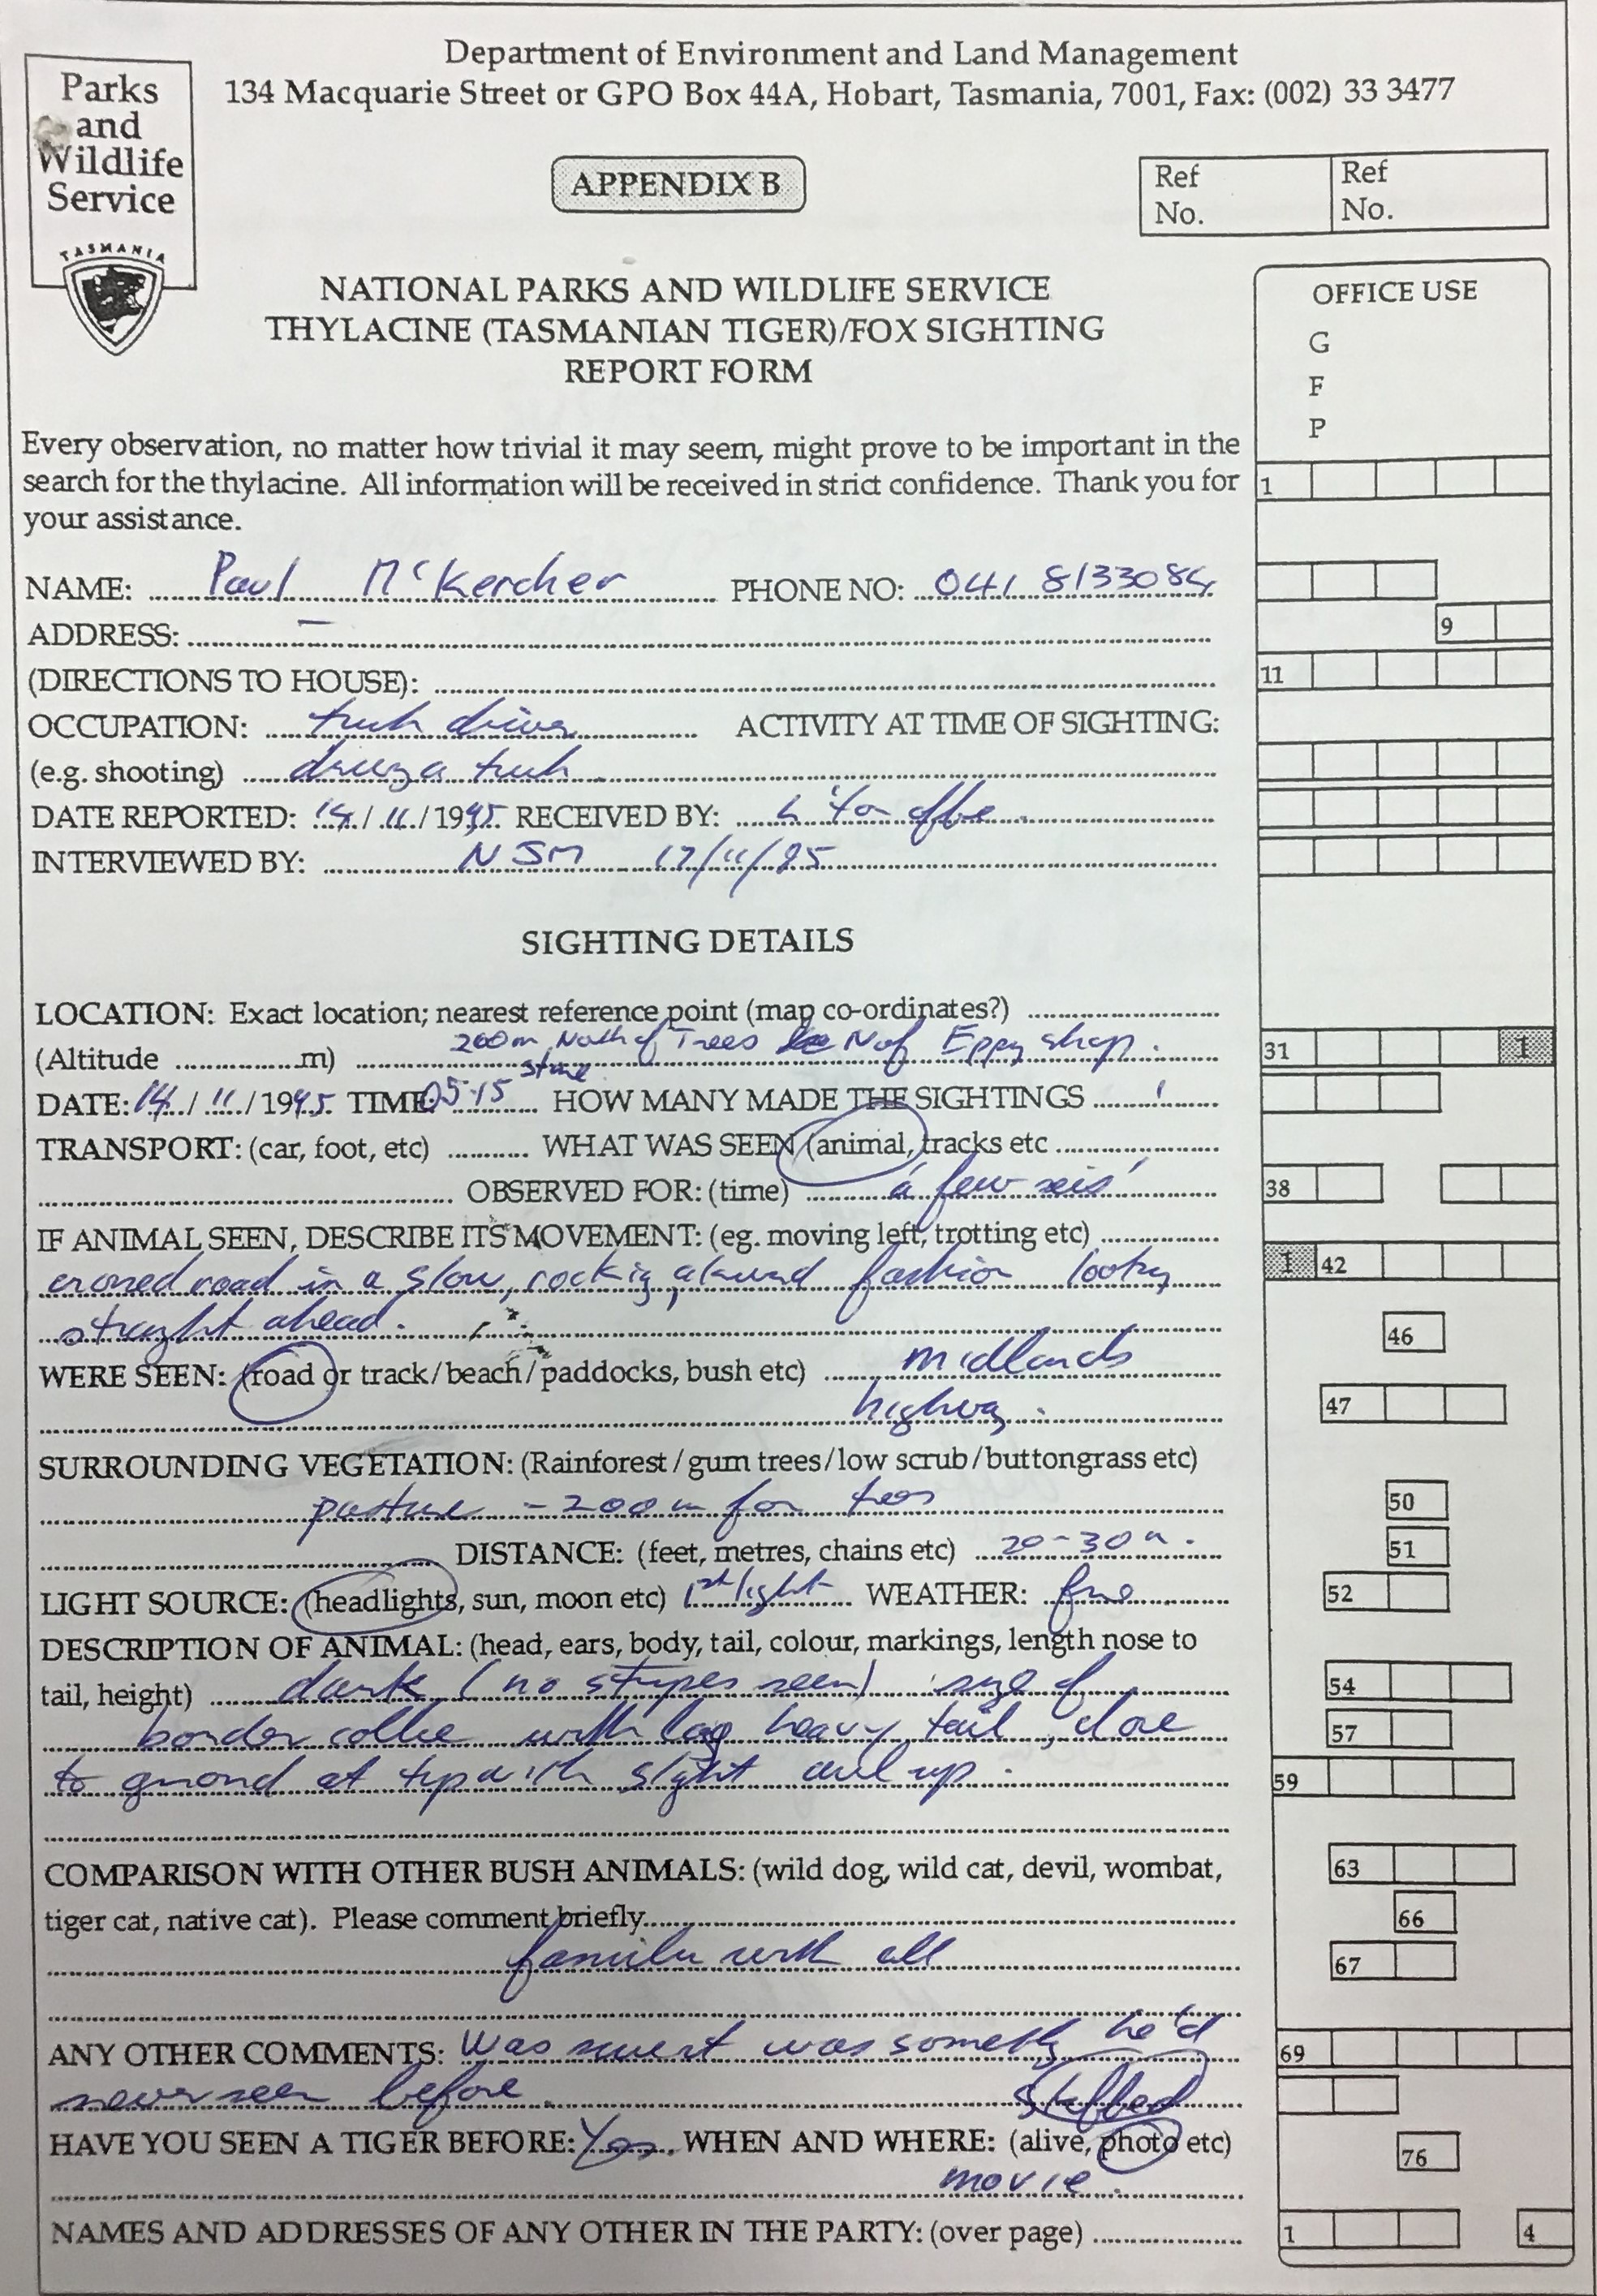 Department of Environment and Land Management
134 Macquarie Street or GPO Box 44A, Hobart, Tasmania, 7001, Fax: (002) 33 3477
Parks
and
Wildlife
Service
TASMANIA
APPENDIX B
Ref No.
Ref No.
NATIONAL PARKS AND WILDLIFE SERVICE
THYLACINE (TASMANIAN TIGER)/FOX SIGHTING
REPORT FORM
OFFICE USE
G
F
P
Every observation, no matter how trivial it may seem, might prove to be important in the
search for the thylacine. All information will be received in strict confidence. Thank you for
your assistance.
1
NAME: Paul McKercher PHONE NO: 041 8133084
ADDRESS: —
9
(DIRECTIONS TO HOUSE):
11
OCCUPATION: truck driver ACTIVITY AT TIME OF SIGHTING:
(e.g. shooting) driving a truck
DATE REPORTED: 14/11/1995 RECEIVED BY:
INTERVIEWED BY: NSM 17/11/95
SIGHTING DETAILS
LOCATION: Exact location; nearest reference point (map co-ordinates?)
(Altitude m) 200m North of Trees N of Epping shop.
31 1
DATE: 14/11/1995 TIME: 05.15 HOW MANY MADE THE SIGHTINGS 1
TRANSPORT: (car, foot, etc) WHAT WAS SEEN (animal, tracks etc
OBSERVED FOR: (time) 'a few secs'
38
IF ANIMAL SEEN, DESCRIBE ITS MOVEMENT: (eg. moving left, trotting etc)
crossed road in a slow, rocking, awkward fashion looking
1 42
straight ahead.
46
WERE SEEN: (road or track/beach/paddocks, bush etc) midlands
highway.
47
SURROUNDING VEGETATION: (Rainforest/gum trees/low scrub/buttongrass etc)
pasture - 200m from trees
50
DISTANCE: (feet, metres, chains etc) 20-30m.
51
LIGHT SOURCE: (headlights, sun, moon etc) 1st light WEATHER: fine
52
DESCRIPTION OF ANIMAL: (head, ears, body, tail, colour, markings, length nose to
tail, height) dark (no stripes seen) size of
54
border collie with long heavy tail, close
57
to ground at tip with slight curl up.
59
COMPARISON WITH OTHER BUSH ANIMALS: (wild dog, wild cat, devil, wombat,
63
tiger cat, native cat). Please comment briefly
66
familiar with all
67
ANY OTHER COMMENTS: Was was something he'd
69
never seen before.
stuffed
HAVE YOU SEEN A TIGER BEFORE: Yes. WHEN AND WHERE: (alive, photo etc)
76
movie.
NAMES AND ADDRESSES OF ANY OTHER IN THE PARTY: (over page)
1 4